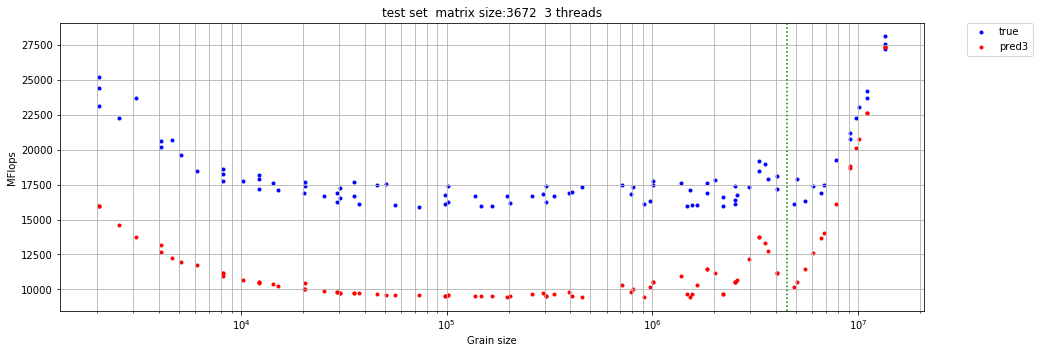 test set  matrix size:3672  3 threads
true
pred3
27500
25000
22500
20000
17500
15000
12500
10000
MFlops
10⁴
10⁵
10⁶
10⁷
Grain size